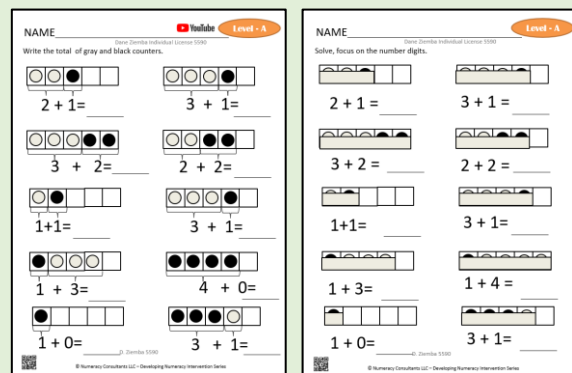 NAME
YouTube
Level - A
Dane Ziemba Individual License 5590
Write the total of gray and black counters.
2 + 1=
3 + 1=
3 + 2=
2 + 2=
1+1=
3 + 1=
1 + 3=
4 + 0=
1 + 0=
3 + 1=
D. Ziemba 5590
© Numeracy Consultants LLC – Developing Numeracy Intervention Series
NAME
Level - A
Dane Ziemba Individual License 5590
Solve, focus on the number digits.
2 + 1 =
3 + 1 =
3 + 2 =
2 + 2 =
1+1=
3 + 1=
1 + 3=
1 + 4 =
1 + 0=
3 + 1=
D. Ziemba 5590
© Numeracy Consultants LLC – Developing Numeracy Intervention Series